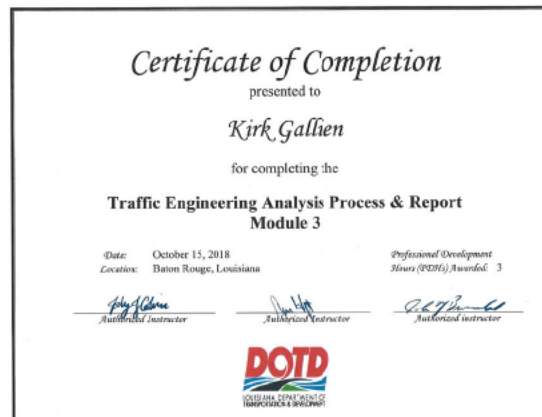 Certificate of Completion
presented to
Kirk Gallien
for completing the
Traffic Engineering Analysis Process & Report
Module 3
Date: October 15, 2018
Location: Baton Rouge, Louisiana
Professional Development
Hours (PDHs) Awarded: 3
Authorized Instructor
Authorized Instructor
Authorized instructor
DOTD
LOUISIANA DEPARTMENT OF
TRANSPORTATION & DEVELOPMENT